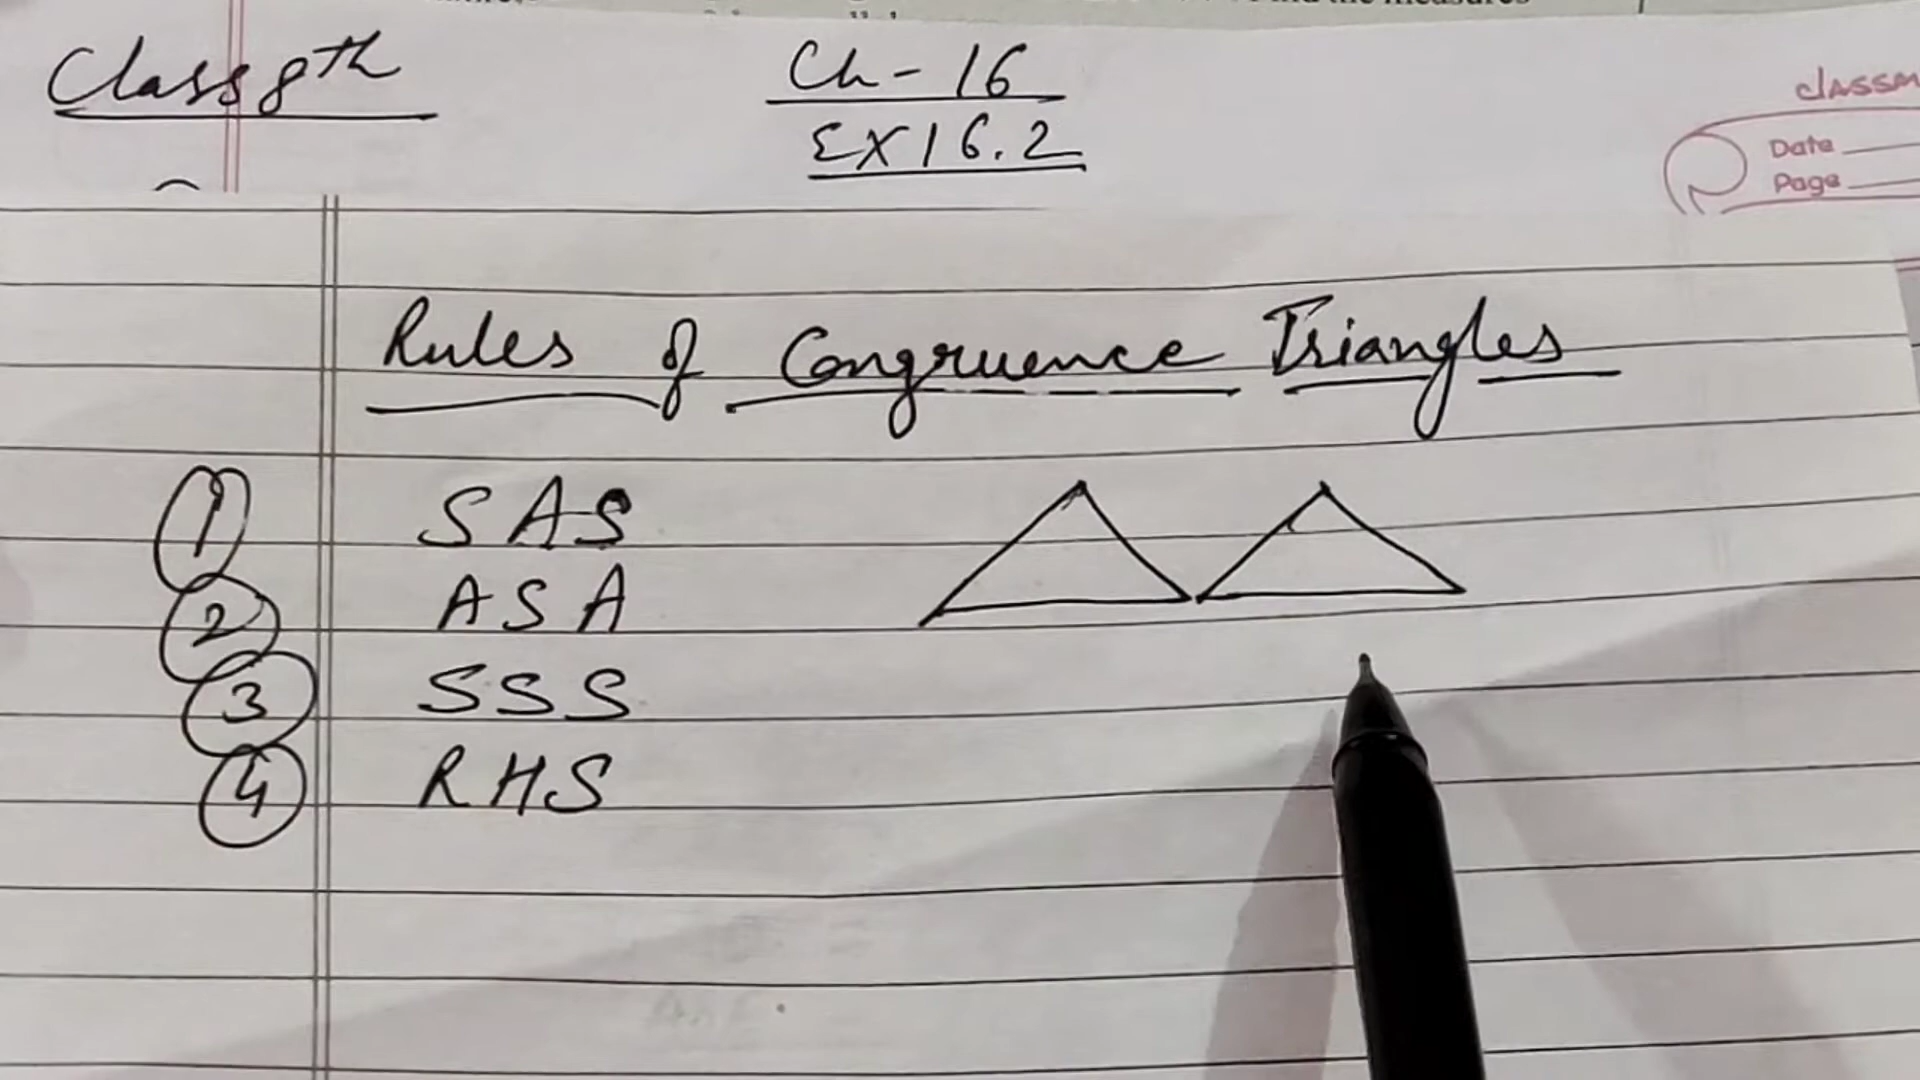 Class 8th
Ch - 16
EX 16.2
Date
Page
Rules of Congruence Triangles
1 SAS
2 ASA
3 SSS
4 RHS